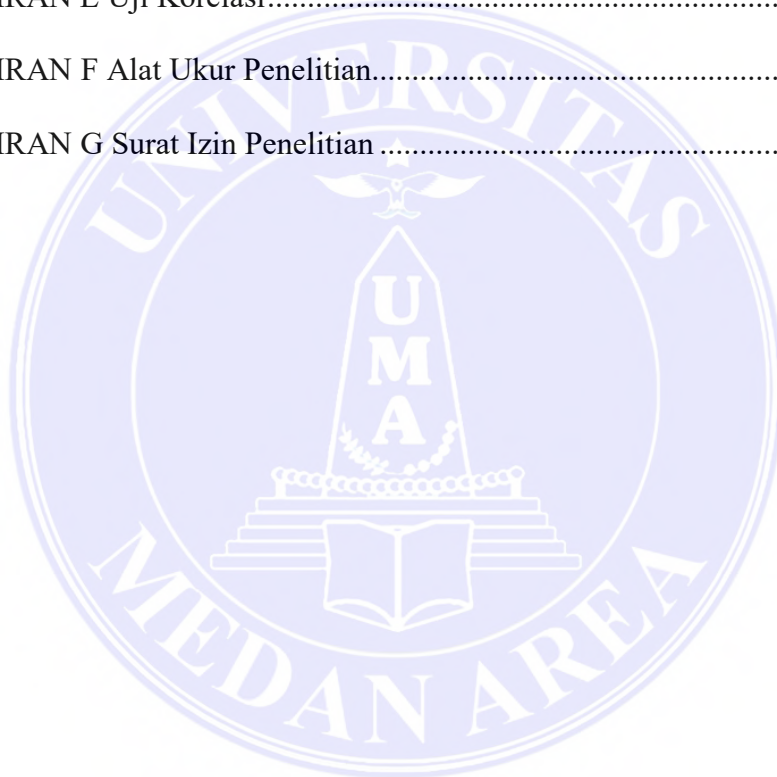 IRAN E Uji Korelasi..........................................................
IRAN F Alat Ukur Penelitian..............................................
IRAN G Surat Izin Penelitian .............................................
UNIVERSITAS
U
M
A
MEDAN AREA